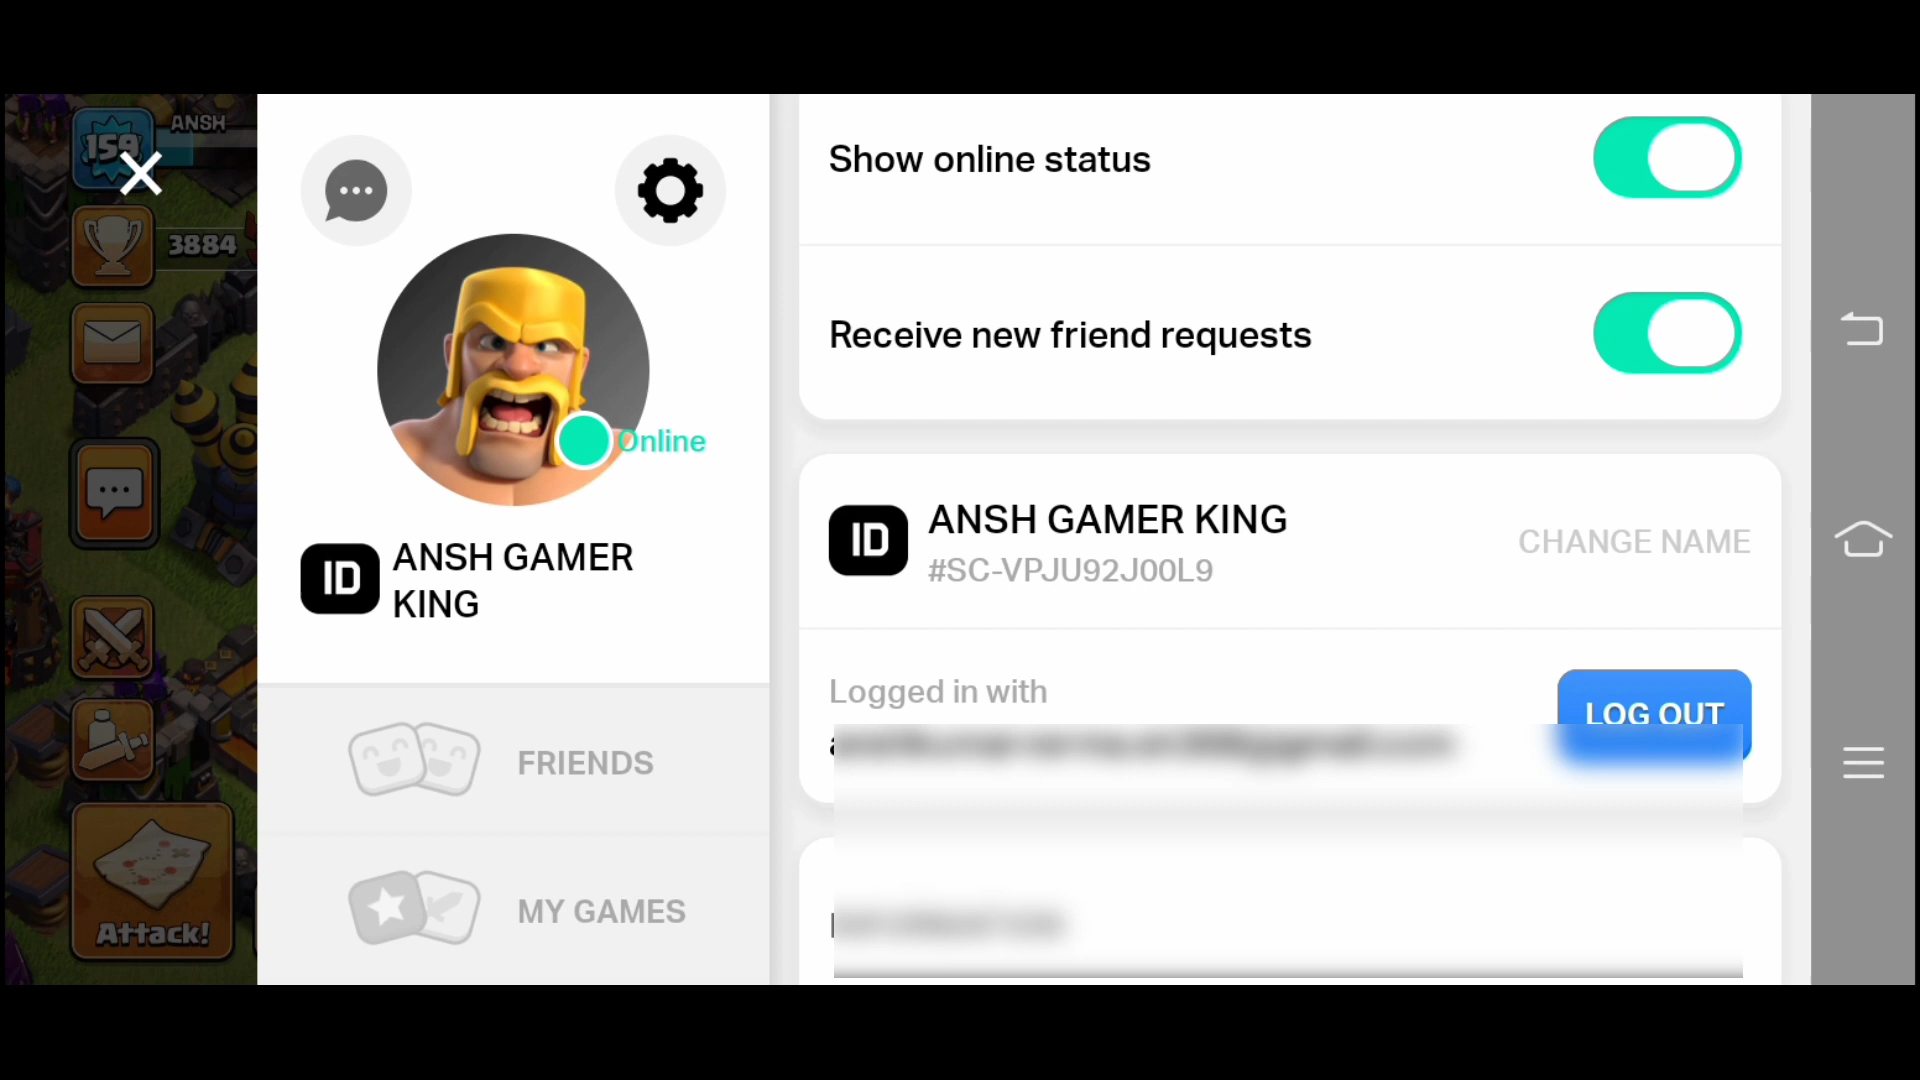 159
ANSH
3884
Attack!
Online
ID
ANSH GAMER
KING
FRIENDS
MY GAMES
Show online status
Receive new friend requests
ID
ANSH GAMER KING
#SC-VPJU92J00L9
CHANGE NAME
Logged in with
LOG OUT